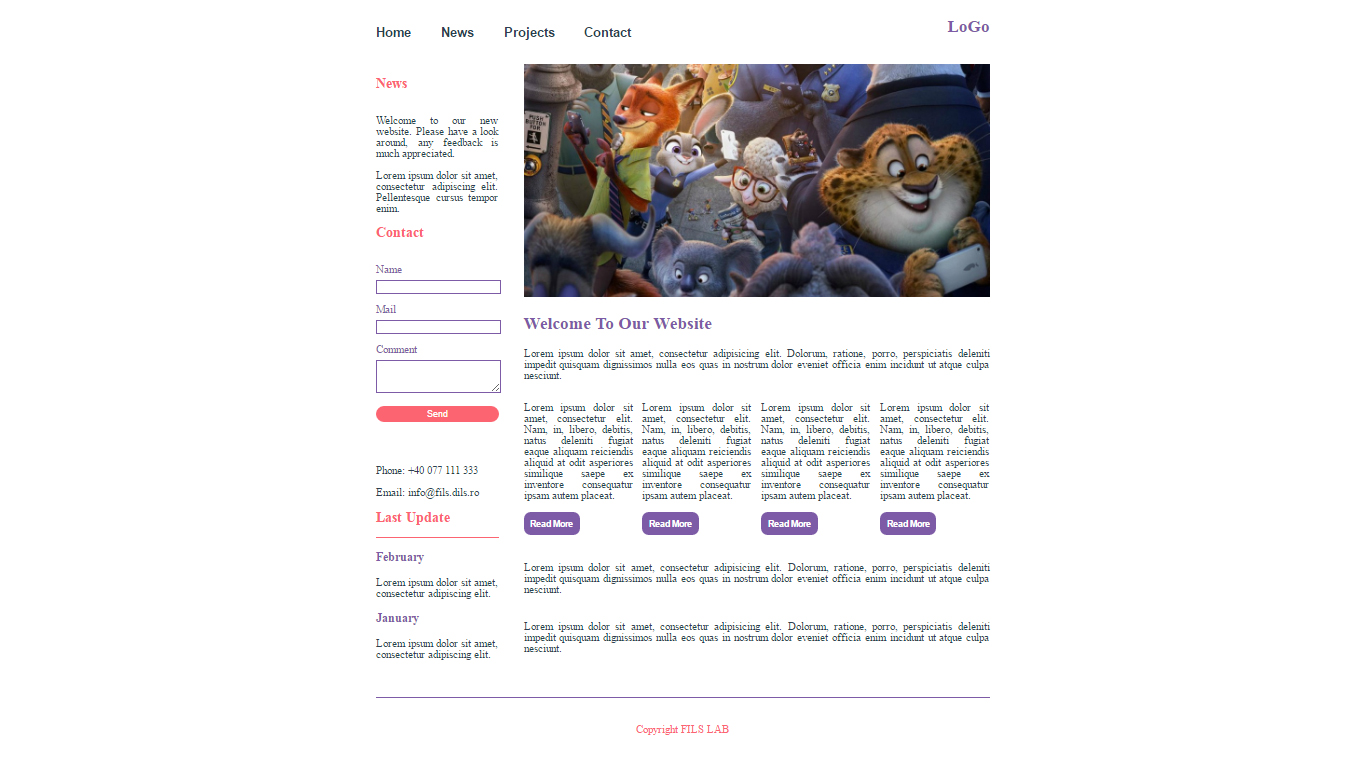 Home News Projects Contact
LoGo
News
Welcome to our new
website. Please have a look
around, any feedback is
much appreciated.
Lorem ipsum dolor sit amet,
consectetur adipiscing elit.
Pellentesque cursus tempor
enim.
Contact
Name
Mail
Comment
Send
Phone: +40 077 111 333
Email: info@fils.dils.ro
Last Update
February
Lorem ipsum dolor sit amet,
consectetur adipiscing elit.
January
Lorem ipsum dolor sit amet,
consectetur adipiscing elit.
PUSH
BUTTON
RUN
Welcome To Our Website
Lorem ipsum dolor sit amet, consectetur adipisicing elit. Dolorum, ratione, porro, perspiciatis deleniti
impedit quisquam dignissimos nulla eos quas in nostrum dolor eveniet officia enim incidunt ut atque culpa
nesciunt.
Lorem ipsum dolor sit
amet, consectetur elit.
Nam, in, libero, debitis,
natus deleniti fugiat
eaque aliquam reiciendis
aliquid at odit asperiores
similique saepe ex
inventore consequatur
ipsam autem placeat.
Read More
Lorem ipsum dolor sit
amet, consectetur elit.
Nam, in, libero, debitis,
natus deleniti fugiat
eaque aliquam reiciendis
aliquid at odit asperiores
similique saepe ex
inventore consequatur
ipsam autem placeat.
Read More
Lorem ipsum dolor sit
amet, consectetur elit.
Nam, in, libero, debitis,
natus deleniti fugiat
eaque aliquam reiciendis
aliquid at odit asperiores
similique saepe ex
inventore consequatur
ipsam autem placeat.
Read More
Lorem ipsum dolor sit
amet, consectetur elit.
Nam, in, libero, debitis,
natus deleniti fugiat
eaque aliquam reiciendis
aliquid at odit asperiores
similique saepe ex
inventore consequatur
ipsam autem placeat.
Read More
Lorem ipsum dolor sit amet, consectetur adipisicing elit. Dolorum, ratione, porro, perspiciatis deleniti
impedit quisquam dignissimos nulla eos quas in nostrum dolor eveniet officia enim incidunt ut atque culpa
nesciunt.
Lorem ipsum dolor sit amet, consectetur adipisicing elit. Dolorum, ratione, porro, perspiciatis deleniti
impedit quisquam dignissimos nulla eos quas in nostrum dolor eveniet officia enim incidunt ut atque culpa
nesciunt.
Copyright FILS LAB